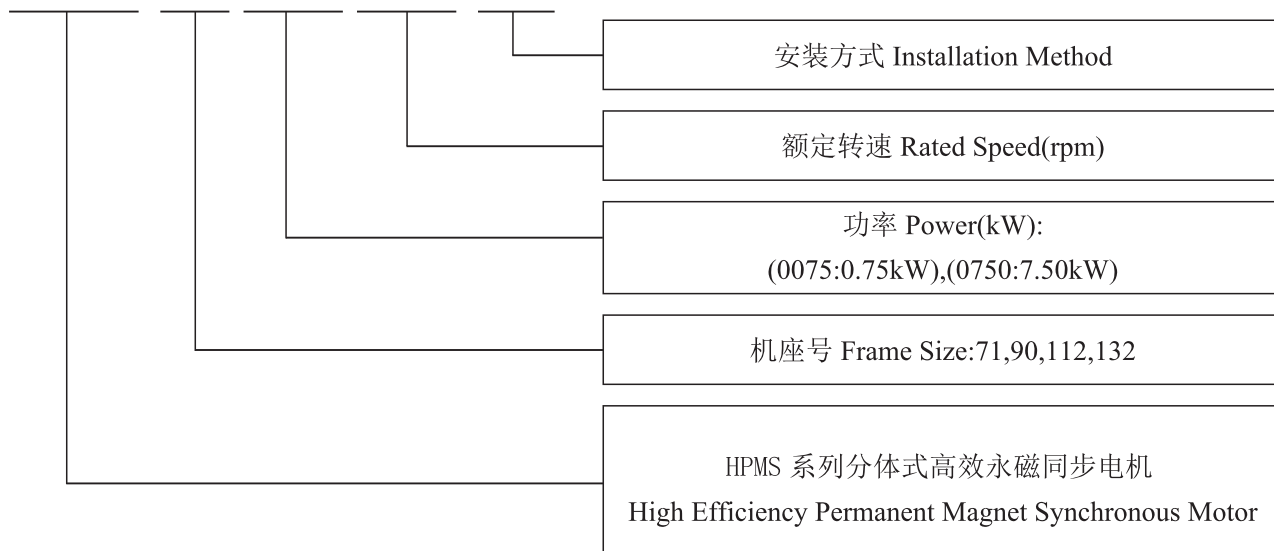 安装方式 Installation Method
额定转速 Rated Speed(rpm)
功率 Power(kW):
(0075:0.75kW),(0750:7.50kW)
机座号 Frame Size:71,90,112,132
HPMS 系列分体式高效永磁同步电机
High Efficiency Permanent Magnet Synchronous Motor